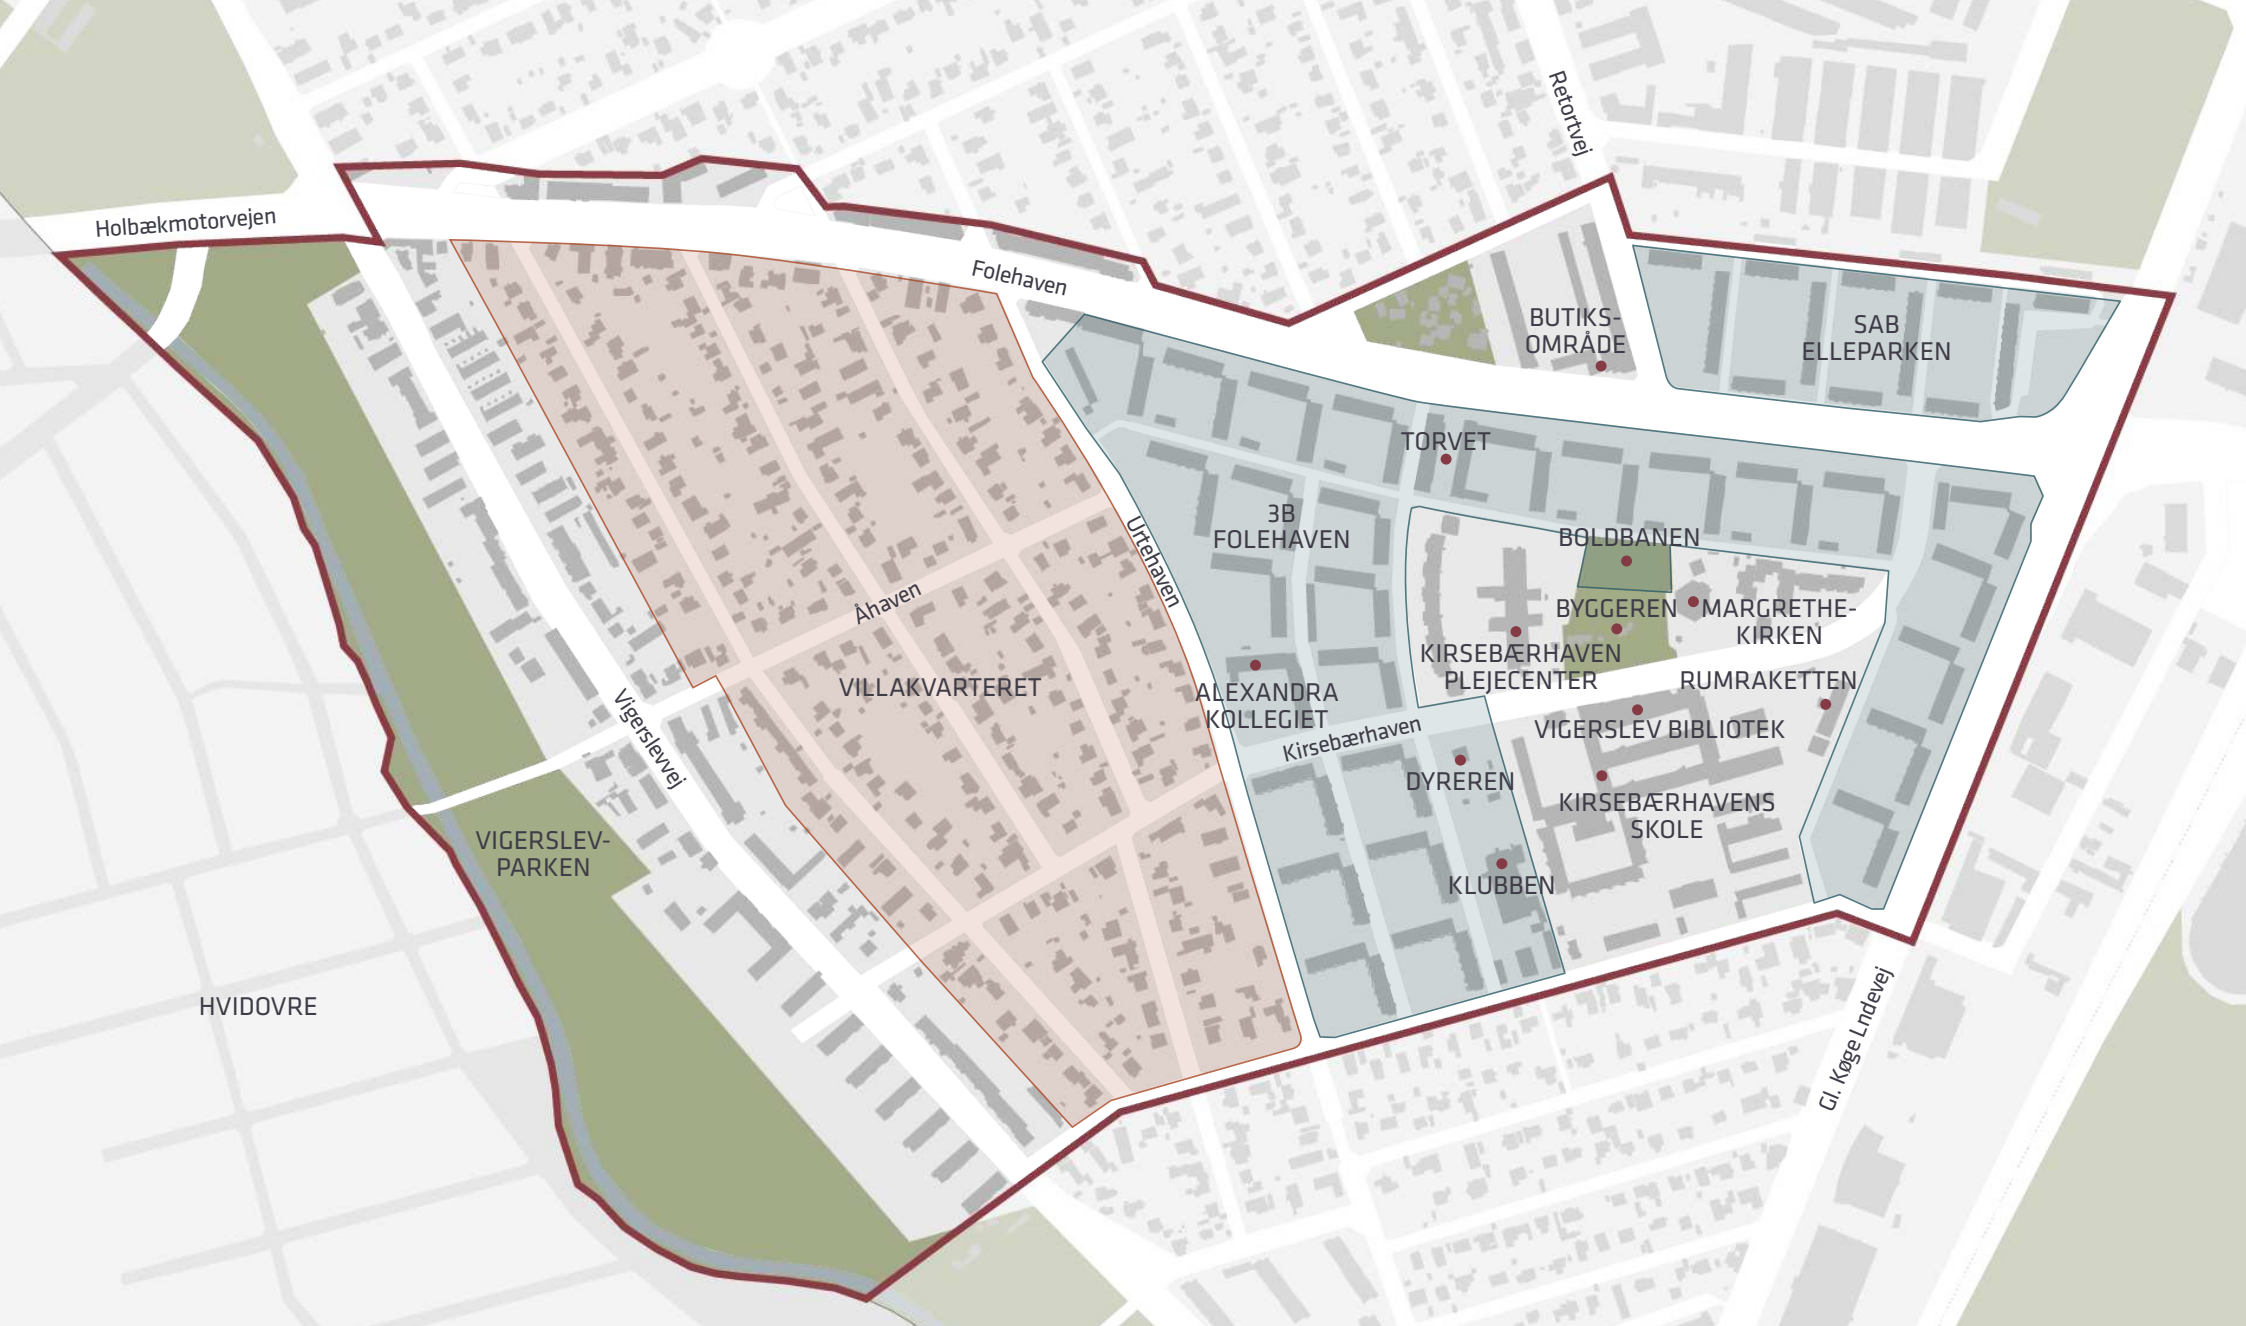 Retortvej
Holbækmotorvejen
Folehaven
BUTIKS-
OMRÅDE
SAB
ELLEPARKEN
TORVET
3B
FOLEHAVEN
BOLDBANEN
Urtehaven
Åhaven
BYGGEREN
MARGRETHE-
KIRKEN
KIRSEBÆRHAVEN
PLEJECENTER
RUMRAKETTEN
VILLAKVARTERET
ALEXANDRA
KOLLEGIET
Vigerslevvej
Kirsebærhaven
VIGERSLEV BIBLIOTEK
DYREREN
KIRSEBÆRHAVENS
SKOLE
VIGERSLEV-
PARKEN
KLUBBEN
HVIDOVRE
Gl. Køge Lndevej